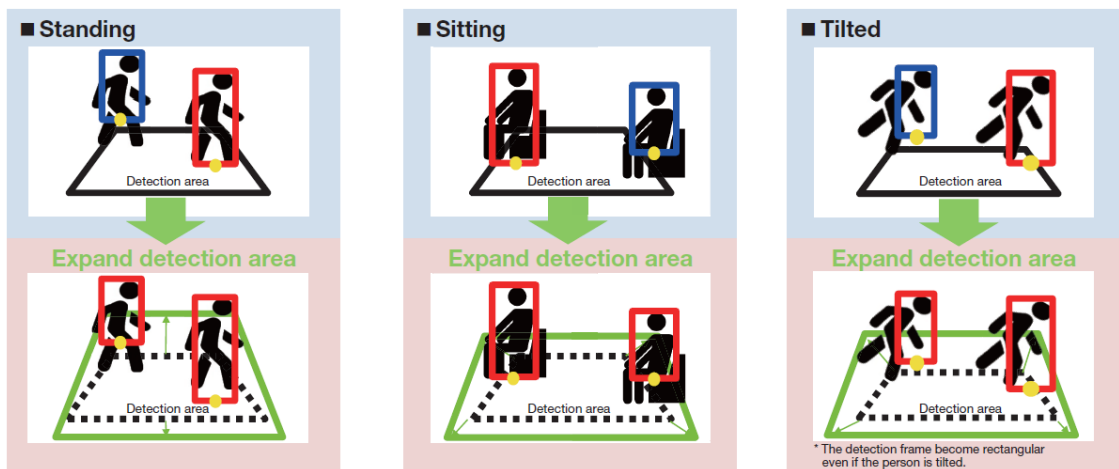 ■ Standing
Detection area
Expand detection area
Detection area
■ Sitting
Detection area
Expand detection area
Detection area
■ Tilted
Detection area
Expand detection area
Detection area
* The detection frame become rectangular
even if the person is tilted.